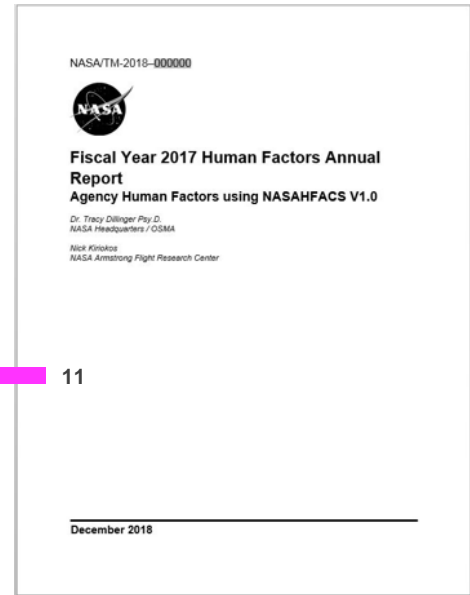 NASA/TM-2018–000000
NASA
Fiscal Year 2017 Human Factors Annual
Report
Agency Human Factors using NASAHFACS V1.0
Dr. Tracy Dillinger Psy.D.
NASA Headquarters / OSMA
Nick Kiriokos
NASA Armstrong Flight Research Center
11
December 2018